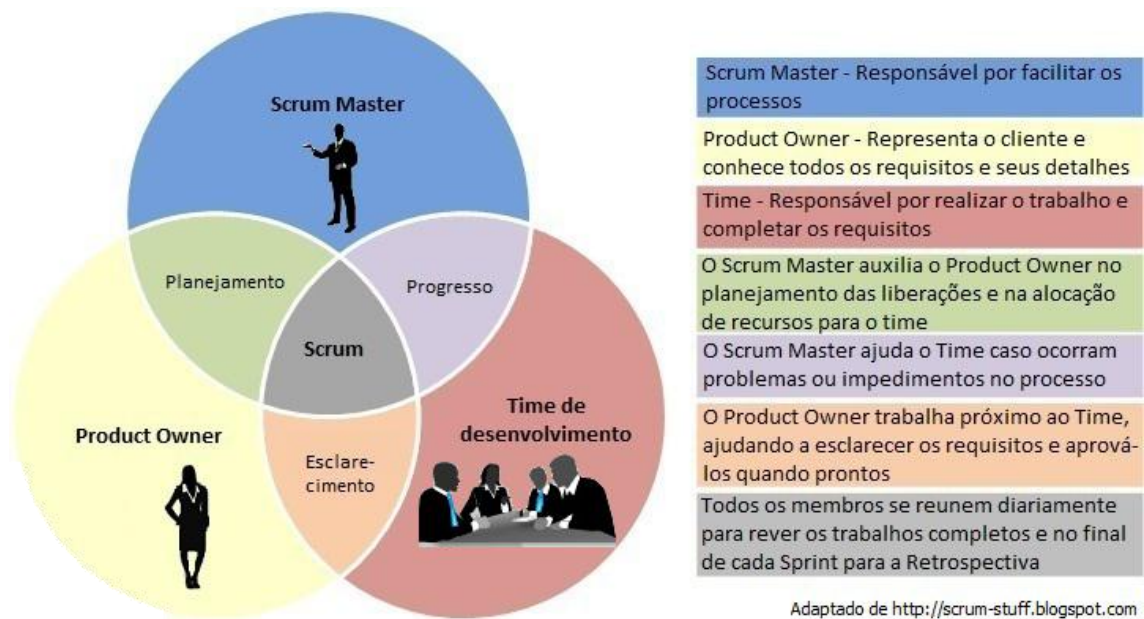 Scrum Master
Planejamento
Progresso
Scrum
Product Owner
Time de
desenvolvimento
Esclare-
cimento
Scrum Master - Responsável por facilitar os
processos
Product Owner - Representa o cliente e
conhece todos os requisitos e seus detalhes
Time - Responsável por realizar o trabalho e
completar os requisitos
O Scrum Master auxilia o Product Owner no
planejamento das liberações e na alocação
de recursos para o time
O Scrum Master ajuda o Time caso ocorram
problemas ou impedimentos no processo
O Product Owner trabalha próximo ao Time,
ajudando a esclarecer os requisitos e aprová-
los quando prontos
Todos os membros se reunem diariamente
para rever os trabalhos completos e no final
de cada Sprint para a Retrospectiva
Adaptado de http://scrum-stuff.blogspot.com